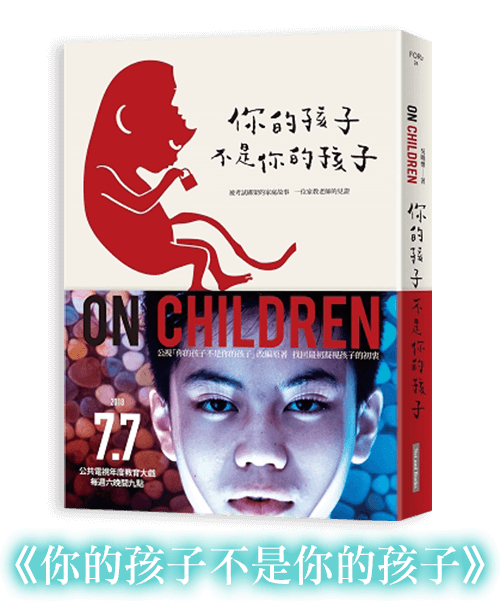 你的孩子
不是你的孩子
被考試綁架的家庭故事 一位家教老師的見證
ON CHILDREN
公視「你的孩子不是你的孩子」改編原著 找回最初凝視孩子的初衷
2018
7.7
公共電視年度教育大戲
每週六晚間九點
FORI
24
ON CHILDREN
吳曉樂—著
你的孩子不是你的孩子
《你的孩子不是你的孩子》